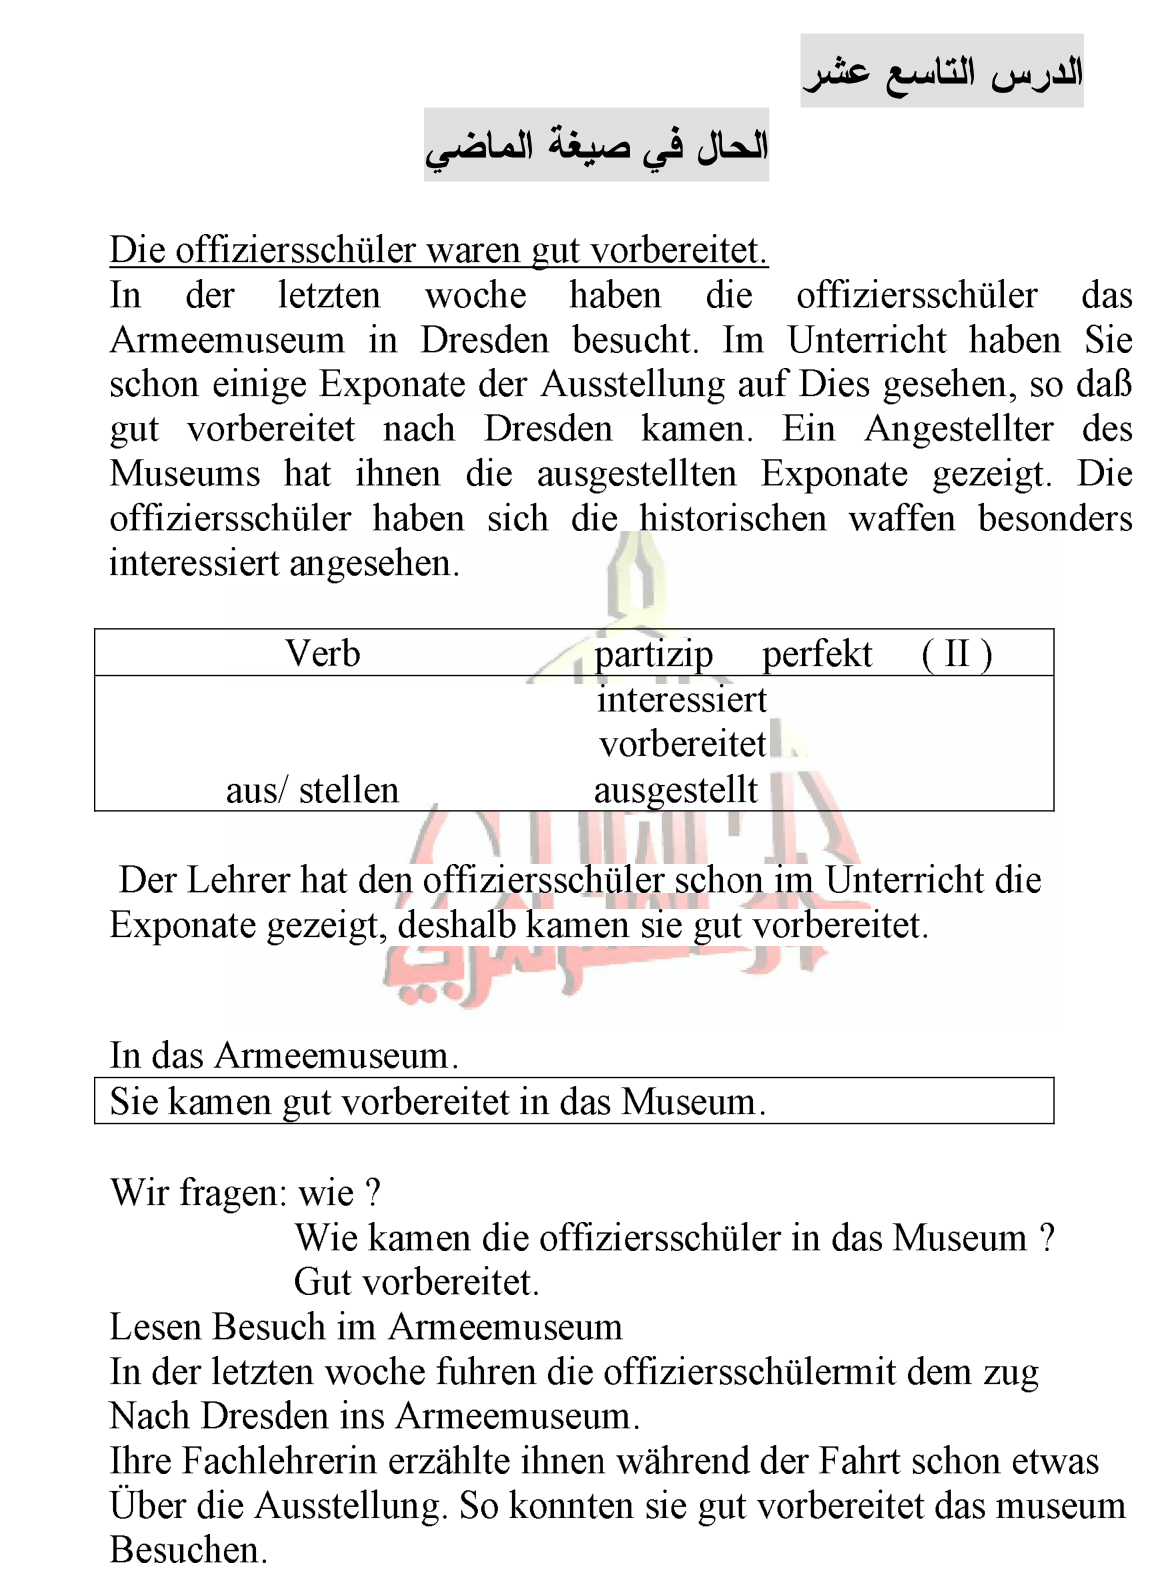 الدرس التاسع عشر
الحال في صيغة الماضي
Die offiziersschüler waren gut vorbereitet.
In der letzten woche haben die offiziersschüler das
Armeemuseum in Dresden besucht. Im Unterricht haben Sie
schon einige Exponate der Ausstellung auf Dies gesehen, so daß
gut vorbereitet nach Dresden kamen. Ein Angestellter des
Museums hat ihnen die ausgestellten Exponate gezeigt. Die
offiziersschüler haben sich die historischen waffen besonders
interessiert angesehen.
Verb partizip perfekt ( II )
interessiert
vorbereitet
aus/ stellen ausgestellt
Der Lehrer hat den offiziersschüler schon im Unterricht die
Exponate gezeigt, deshalb kamen sie gut vorbereitet.
In das Armeemuseum.
Sie kamen gut vorbereitet in das Museum.
Wir fragen: wie ?
Wie kamen die offiziersschüler in das Museum ?
Gut vorbereitet.
Lesen Besuch im Armeemuseum
In der letzten woche fuhren die offiziersschülermit dem zug
Nach Dresden ins Armeemuseum.
Ihre Fachlehrerin erzählte ihnen während der Fahrt schon etwas
Über die Ausstellung. So konnten sie gut vorbereitet das museum
Besuchen.